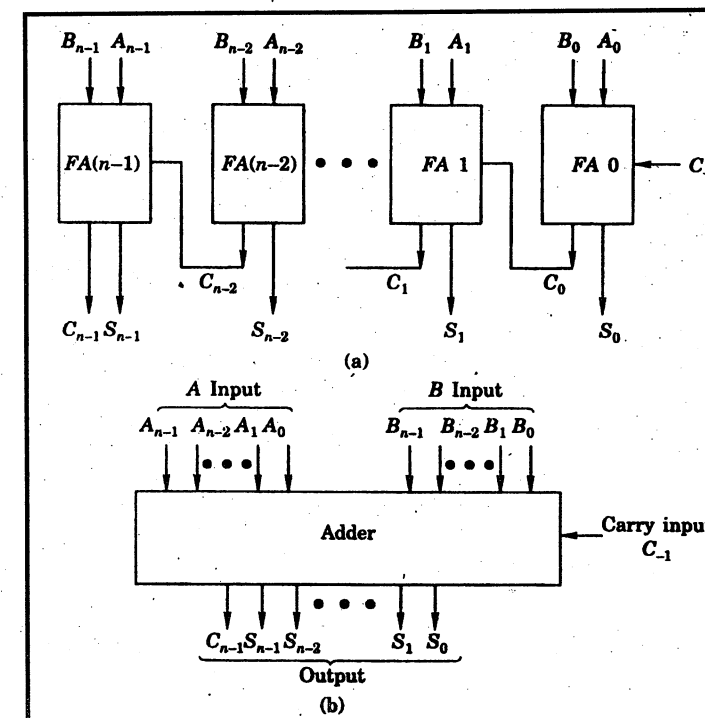 B_{n-1} A_{n-1} B_{n-2} A_{n-2} B_1 A_1 B_0 A_0
FA(n-1) FA(n-2) FA 1 FA 0 C
C_{n-2} C_1 C_0
C_{n-1} S_{n-1} S_{n-2} S_1 S_0
(a)
A Input B Input
A_{n-1} A_{n-2} A_1 A_0 B_{n-1} B_{n-2} B_1 B_0
Adder
Carry input
C_{-1}
C_{n-1} S_{n-1} S_{n-2} S_1 S_0
Output
(b)